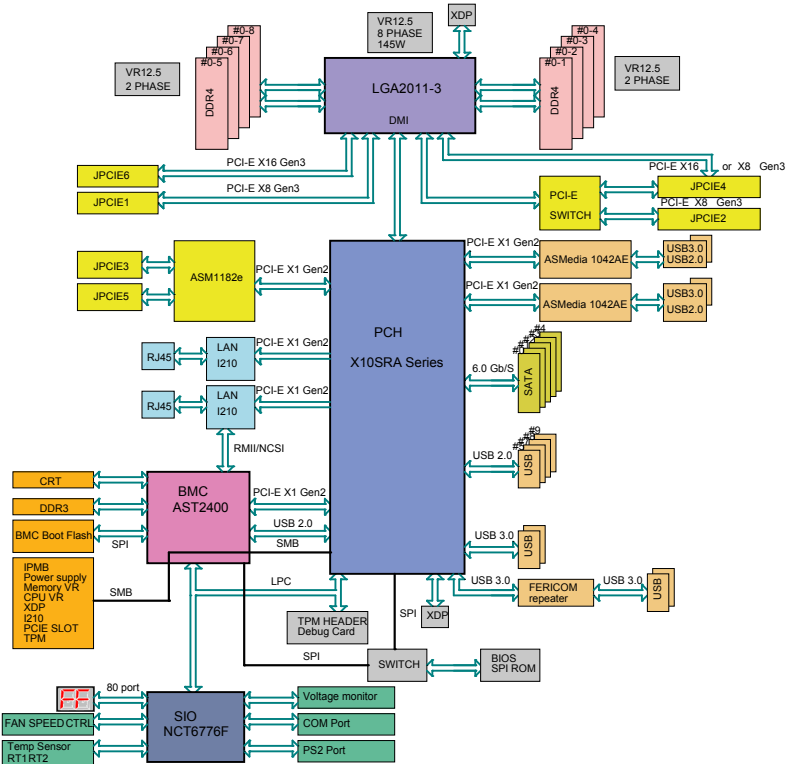 #0-8
#0-7
#0-6
#0-5
DDR4
VR12.5
2 PHASE
VR12.5
8 PHASE
145W
XDP
#0-4
#0-3
#0-2
#0-1
DDR4
VR12.5
2 PHASE
LGA2011-3
DMI
PCI-E X16 Gen3
JPCIE6
PCI-E X8 Gen3
JPCIE1
PCI-E X16 or X8 Gen3
PCI-E
SWITCH
JPCIE4
PCI-E X8 Gen3
JPCIE2
JPCIE3
JPCIE5
ASM1182e
PCI-E X1 Gen2
PCI-E X1 Gen2
ASMedia 1042AE
USB3.0
USB2.0
PCI-E X1 Gen2
ASMedia 1042AE
USB3.0
USB2.0
PCH
X10SRA Series
RJ45
LAN
I210
PCI-E X1 Gen2
RJ45
LAN
I210
PCI-E X1 Gen2
6.0 Gb/S
#4
SATA
RMII/NCSI
USB 2.0
#9
USB
CRT
DDR3
BMC Boot Flash
SPI
BMC
AST2400
PCI-E X1 Gen2
USB 2.0
SMB
USB 3.0
USB
IPMB
Power supply
Memory VR
CPU VR
XDP
I210
PCIE SLOT
TPM
SMB
LPC
TPM HEADER
Debug Card
SPI
XDP
USB 3.0
FERICOM
repeater
USB 3.0
USB
SPI
SWITCH
BIOS
SPI ROM
FF
80 port
FAN SPEED CTRL
Temp Sensor
RT1 RT2
SIO
NCT6776F
Voltage monitor
COM Port
PS2 Port